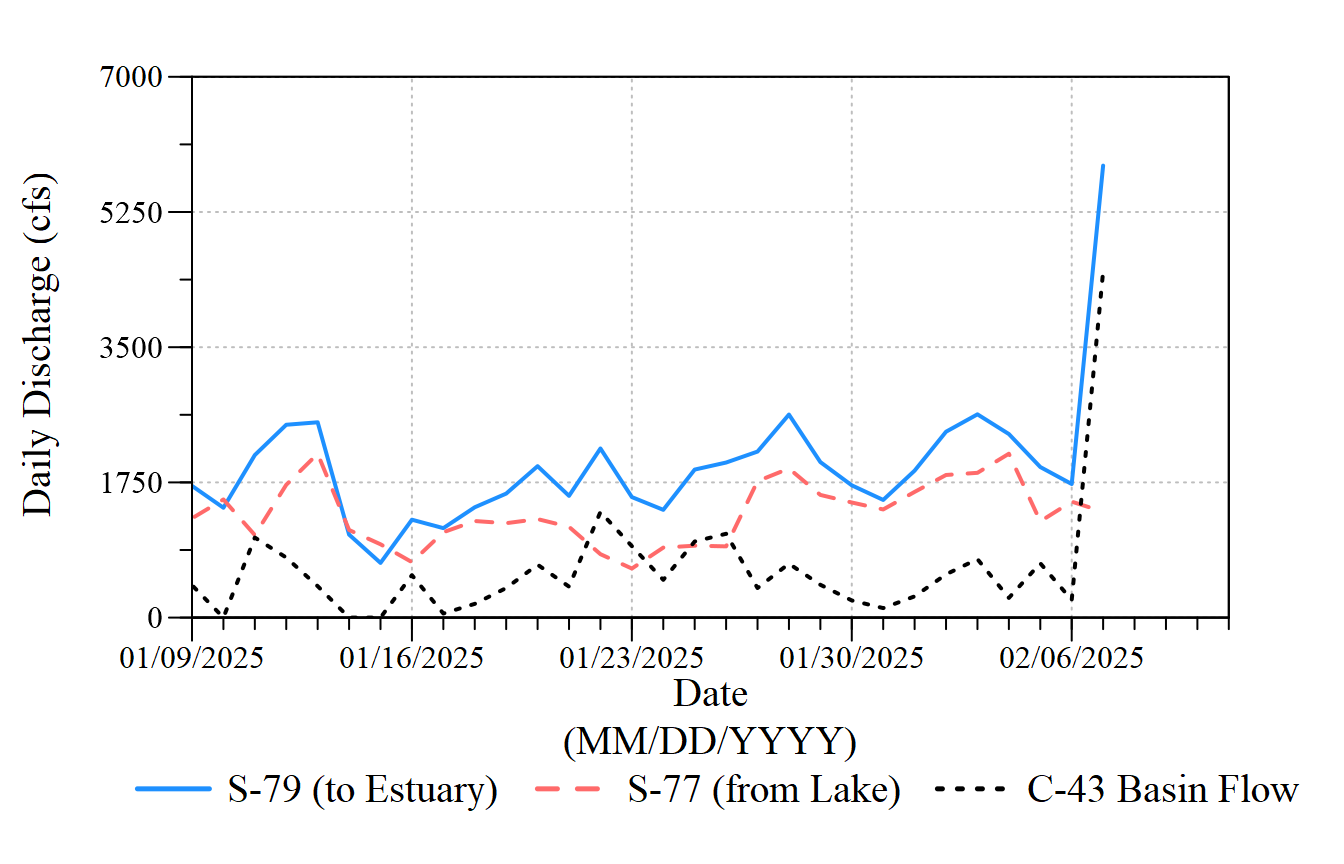 7000
5250
3500
1750
0
Daily Discharge (cfs)
01/09/2025 01/16/2025 01/23/2025 01/30/2025 02/06/2025
Date
(MM/DD/YYYY)
S-79 (to Estuary) S-77 (from Lake) C-43 Basin Flow